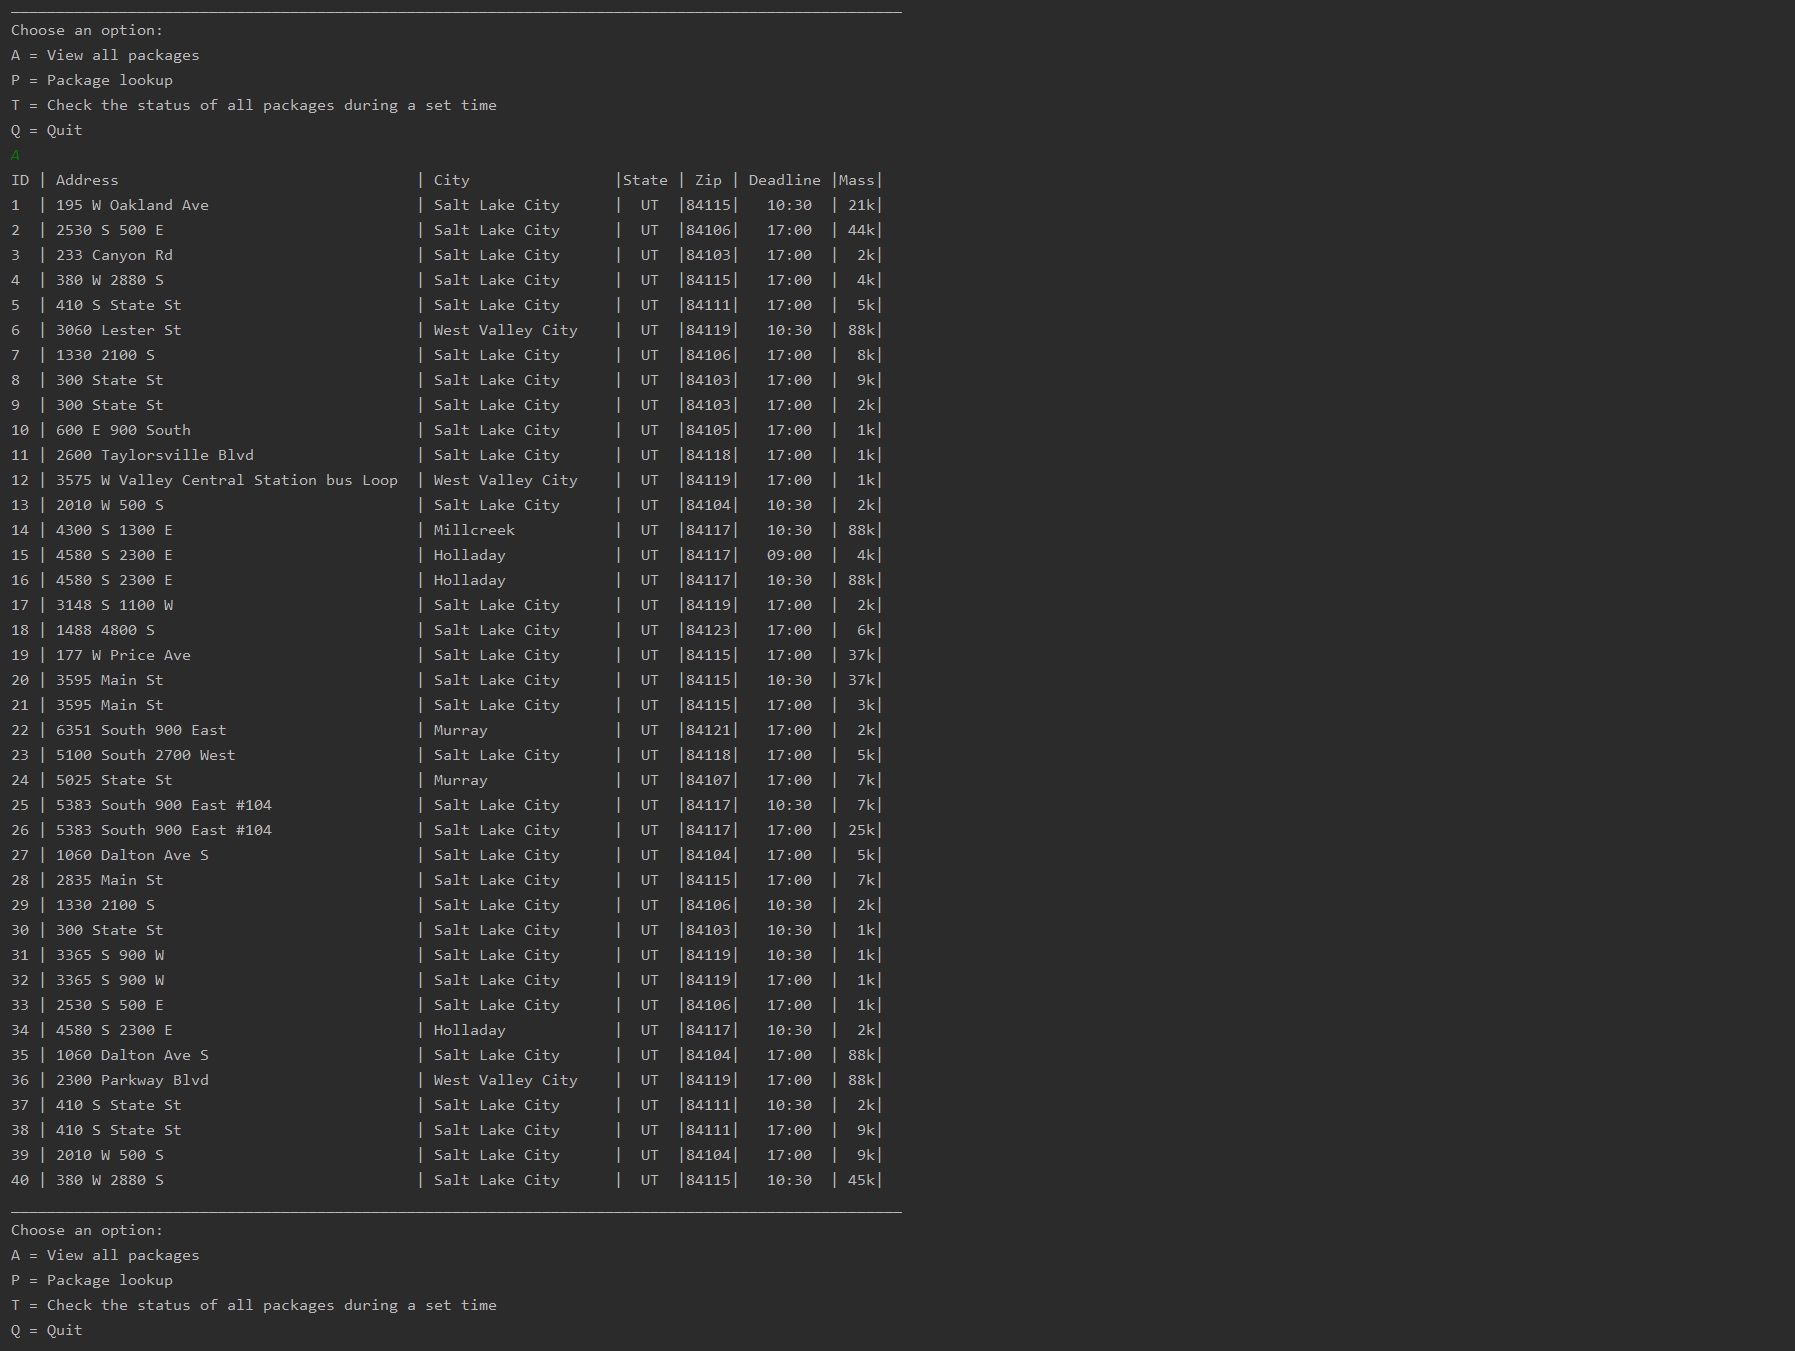 Choose an option:
A = View all packages
P = Package lookup
T = Check the status of all packages during a set time
Q = Quit
A
ID | Address                                 | City                |State | Zip | Deadline |Mass|
1  | 195 W Oakland Ave                       | Salt Lake City      |  UT  |84115|   10:30  | 21k|
2  | 2530 S 500 E                            | Salt Lake City      |  UT  |84106|   17:00  | 44k|
3  | 233 Canyon Rd                           | Salt Lake City      |  UT  |84103|   17:00  |  2k|
4  | 380 W 2880 S                            | Salt Lake City      |  UT  |84115|   17:00  |  4k|
5  | 410 S State St                          | Salt Lake City      |  UT  |84111|   17:00  |  5k|
6  | 3060 Lester St                          | West Valley City    |  UT  |84119|   10:30  | 88k|
7  | 1330 2100 S                             | Salt Lake City      |  UT  |84106|   17:00  |  8k|
8  | 300 State St                            | Salt Lake City      |  UT  |84103|   17:00  |  9k|
9  | 300 State St                            | Salt Lake City      |  UT  |84103|   17:00  |  2k|
10 | 600 E 900 South                         | Salt Lake City      |  UT  |84105|   17:00  |  1k|
11 | 2600 Taylorsville Blvd                  | Salt Lake City      |  UT  |84118|   17:00  |  1k|
12 | 3575 W Valley Central Station bus Loop  | West Valley City    |  UT  |84119|   17:00  |  1k|
13 | 2010 W 500 S                            | Salt Lake City      |  UT  |84104|   10:30  |  2k|
14 | 4300 S 1300 E                           | Millcreek           |  UT  |84117|   10:30  | 88k|
15 | 4580 S 2300 E                           | Holladay            |  UT  |84117|   09:00  |  4k|
16 | 4580 S 2300 E                           | Holladay            |  UT  |84117|   10:30  | 88k|
17 | 3148 S 1100 W                           | Salt Lake City      |  UT  |84119|   17:00  |  2k|
18 | 1488 4800 S                             | Salt Lake City      |  UT  |84123|   17:00  |  6k|
19 | 177 W Price Ave                         | Salt Lake City      |  UT  |84115|   17:00  | 37k|
20 | 3595 Main St                            | Salt Lake City      |  UT  |84115|   10:30  | 37k|
21 | 3595 Main St                            | Salt Lake City      |  UT  |84115|   17:00  |  3k|
22 | 6351 South 900 East                     | Murray              |  UT  |84121|   17:00  |  2k|
23 | 5100 South 2700 West                    | Salt Lake City      |  UT  |84118|   17:00  |  5k|
24 | 5025 State St                           | Murray              |  UT  |84107|   17:00  |  7k|
25 | 5383 South 900 East #104                | Salt Lake City      |  UT  |84117|   10:30  |  7k|
26 | 5383 South 900 East #104                | Salt Lake City      |  UT  |84117|   17:00  | 25k|
27 | 1060 Dalton Ave S                       | Salt Lake City      |  UT  |84104|   17:00  |  5k|
28 | 2835 Main St                            | Salt Lake City      |  UT  |84115|   17:00  |  7k|
29 | 1330 2100 S                             | Salt Lake City      |  UT  |84106|   10:30  |  2k|
30 | 300 State St                            | Salt Lake City      |  UT  |84103|   10:30  |  1k|
31 | 3365 S 900 W                            | Salt Lake City      |  UT  |84119|   10:30  |  1k|
32 | 3365 S 900 W                            | Salt Lake City      |  UT  |84119|   17:00  |  1k|
33 | 2530 S 500 E                            | Salt Lake City      |  UT  |84106|   17:00  |  1k|
34 | 4580 S 2300 E                           | Holladay            |  UT  |84117|   10:30  |  2k|
35 | 1060 Dalton Ave S                       | Salt Lake City      |  UT  |84104|   17:00  | 88k|
36 | 2300 Parkway Blvd                       | West Valley City    |  UT  |84119|   17:00  | 88k|
37 | 410 S State St                          | Salt Lake City      |  UT  |84111|   10:30  |  2k|
38 | 410 S State St                          | Salt Lake City      |  UT  |84111|   17:00  |  9k|
39 | 2010 W 500 S                            | Salt Lake City      |  UT  |84104|   17:00  |  9k|
40 | 380 W 2880 S                            | Salt Lake City      |  UT  |84115|   10:30  | 45k|
Choose an option:
A = View all packages
P = Package lookup
T = Check the status of all packages during a set time
Q = Quit